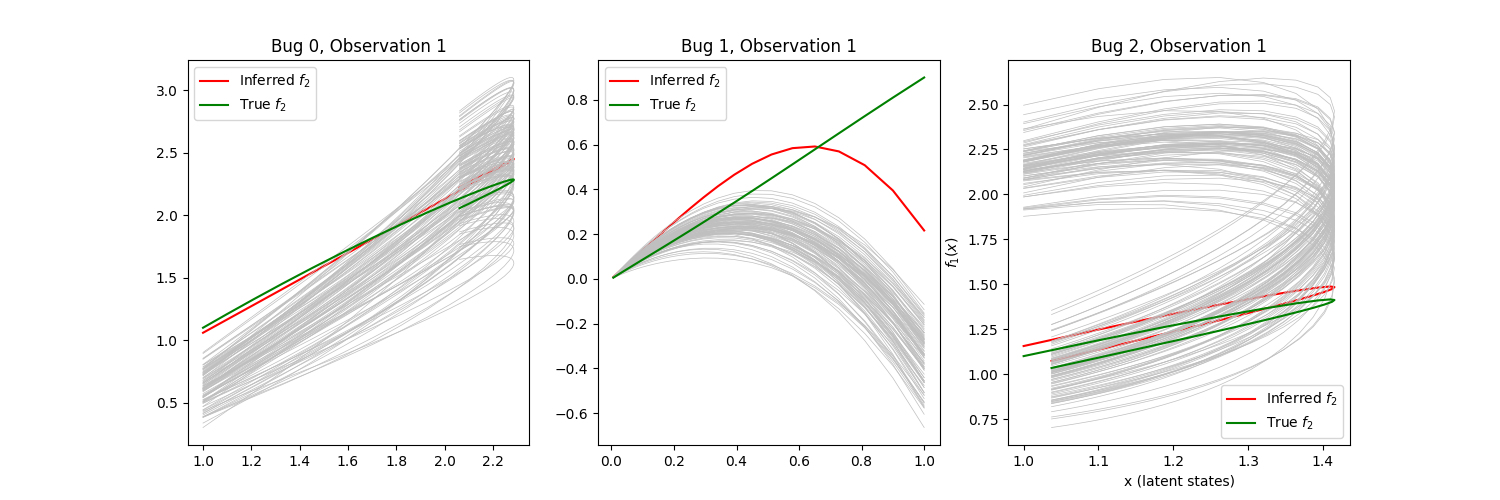 Bug 0, Observation 1
Inferred f₂
True f₂
3.0
2.5
2.0
1.5
1.0
0.5
1.0 1.2 1.4 1.6 1.8 2.0 2.2
Bug 1, Observation 1
Inferred f₂
True f₂
0.8
0.6
0.4
0.2
0.0
−0.2
−0.4
−0.6
0.0 0.2 0.4 0.6 0.8 1.0
Bug 2, Observation 1
f₁(x)
2.50
2.25
2.00
1.75
1.50
1.25
1.00
0.75
Inferred f₂
True f₂
1.0 1.1 1.2 1.3 1.4
x (latent states)